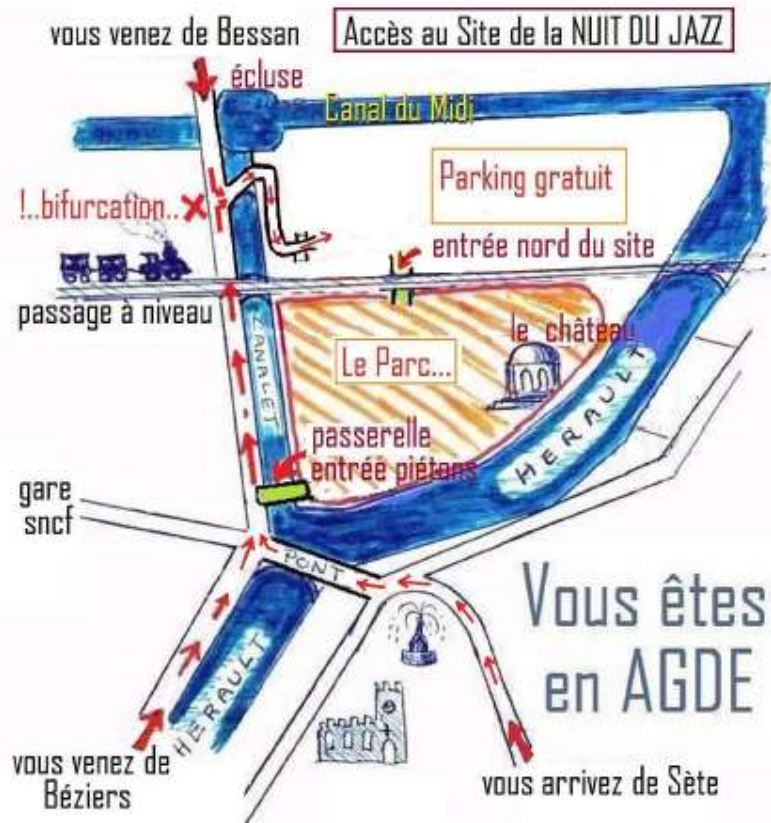 vous venez de Bessan
Accès au Site de la NUIT DU JAZZ
écluse
Canal du Midi
Parking gratuit
!..bifurcation..
entrée nord du site
passage à niveau
CANALET
le château
Le Parc...
HERAULT
passerelle
entréé piétons
gare
sncf
PONT
Vous êtes
en AGDE
HERAULT
vous venez de
Béziers
vous arrivez de Sète